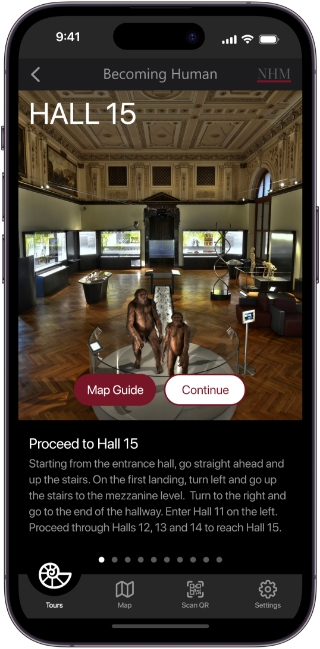 9:41
Becoming Human
NHM
HALL 15
Map Guide
Continue
Proceed to Hall 15
Starting from the entrance hall, go straight ahead and
up the stairs. On the first landing, turn left and go up
the stairs to the mezzanine level. Turn to the right and
go to the end of the hallway. Enter Hall 11 on the left.
Proceed through Halls 12, 13 and 14 to reach Hall 15.
Tours
Map
Scan QR
Settings